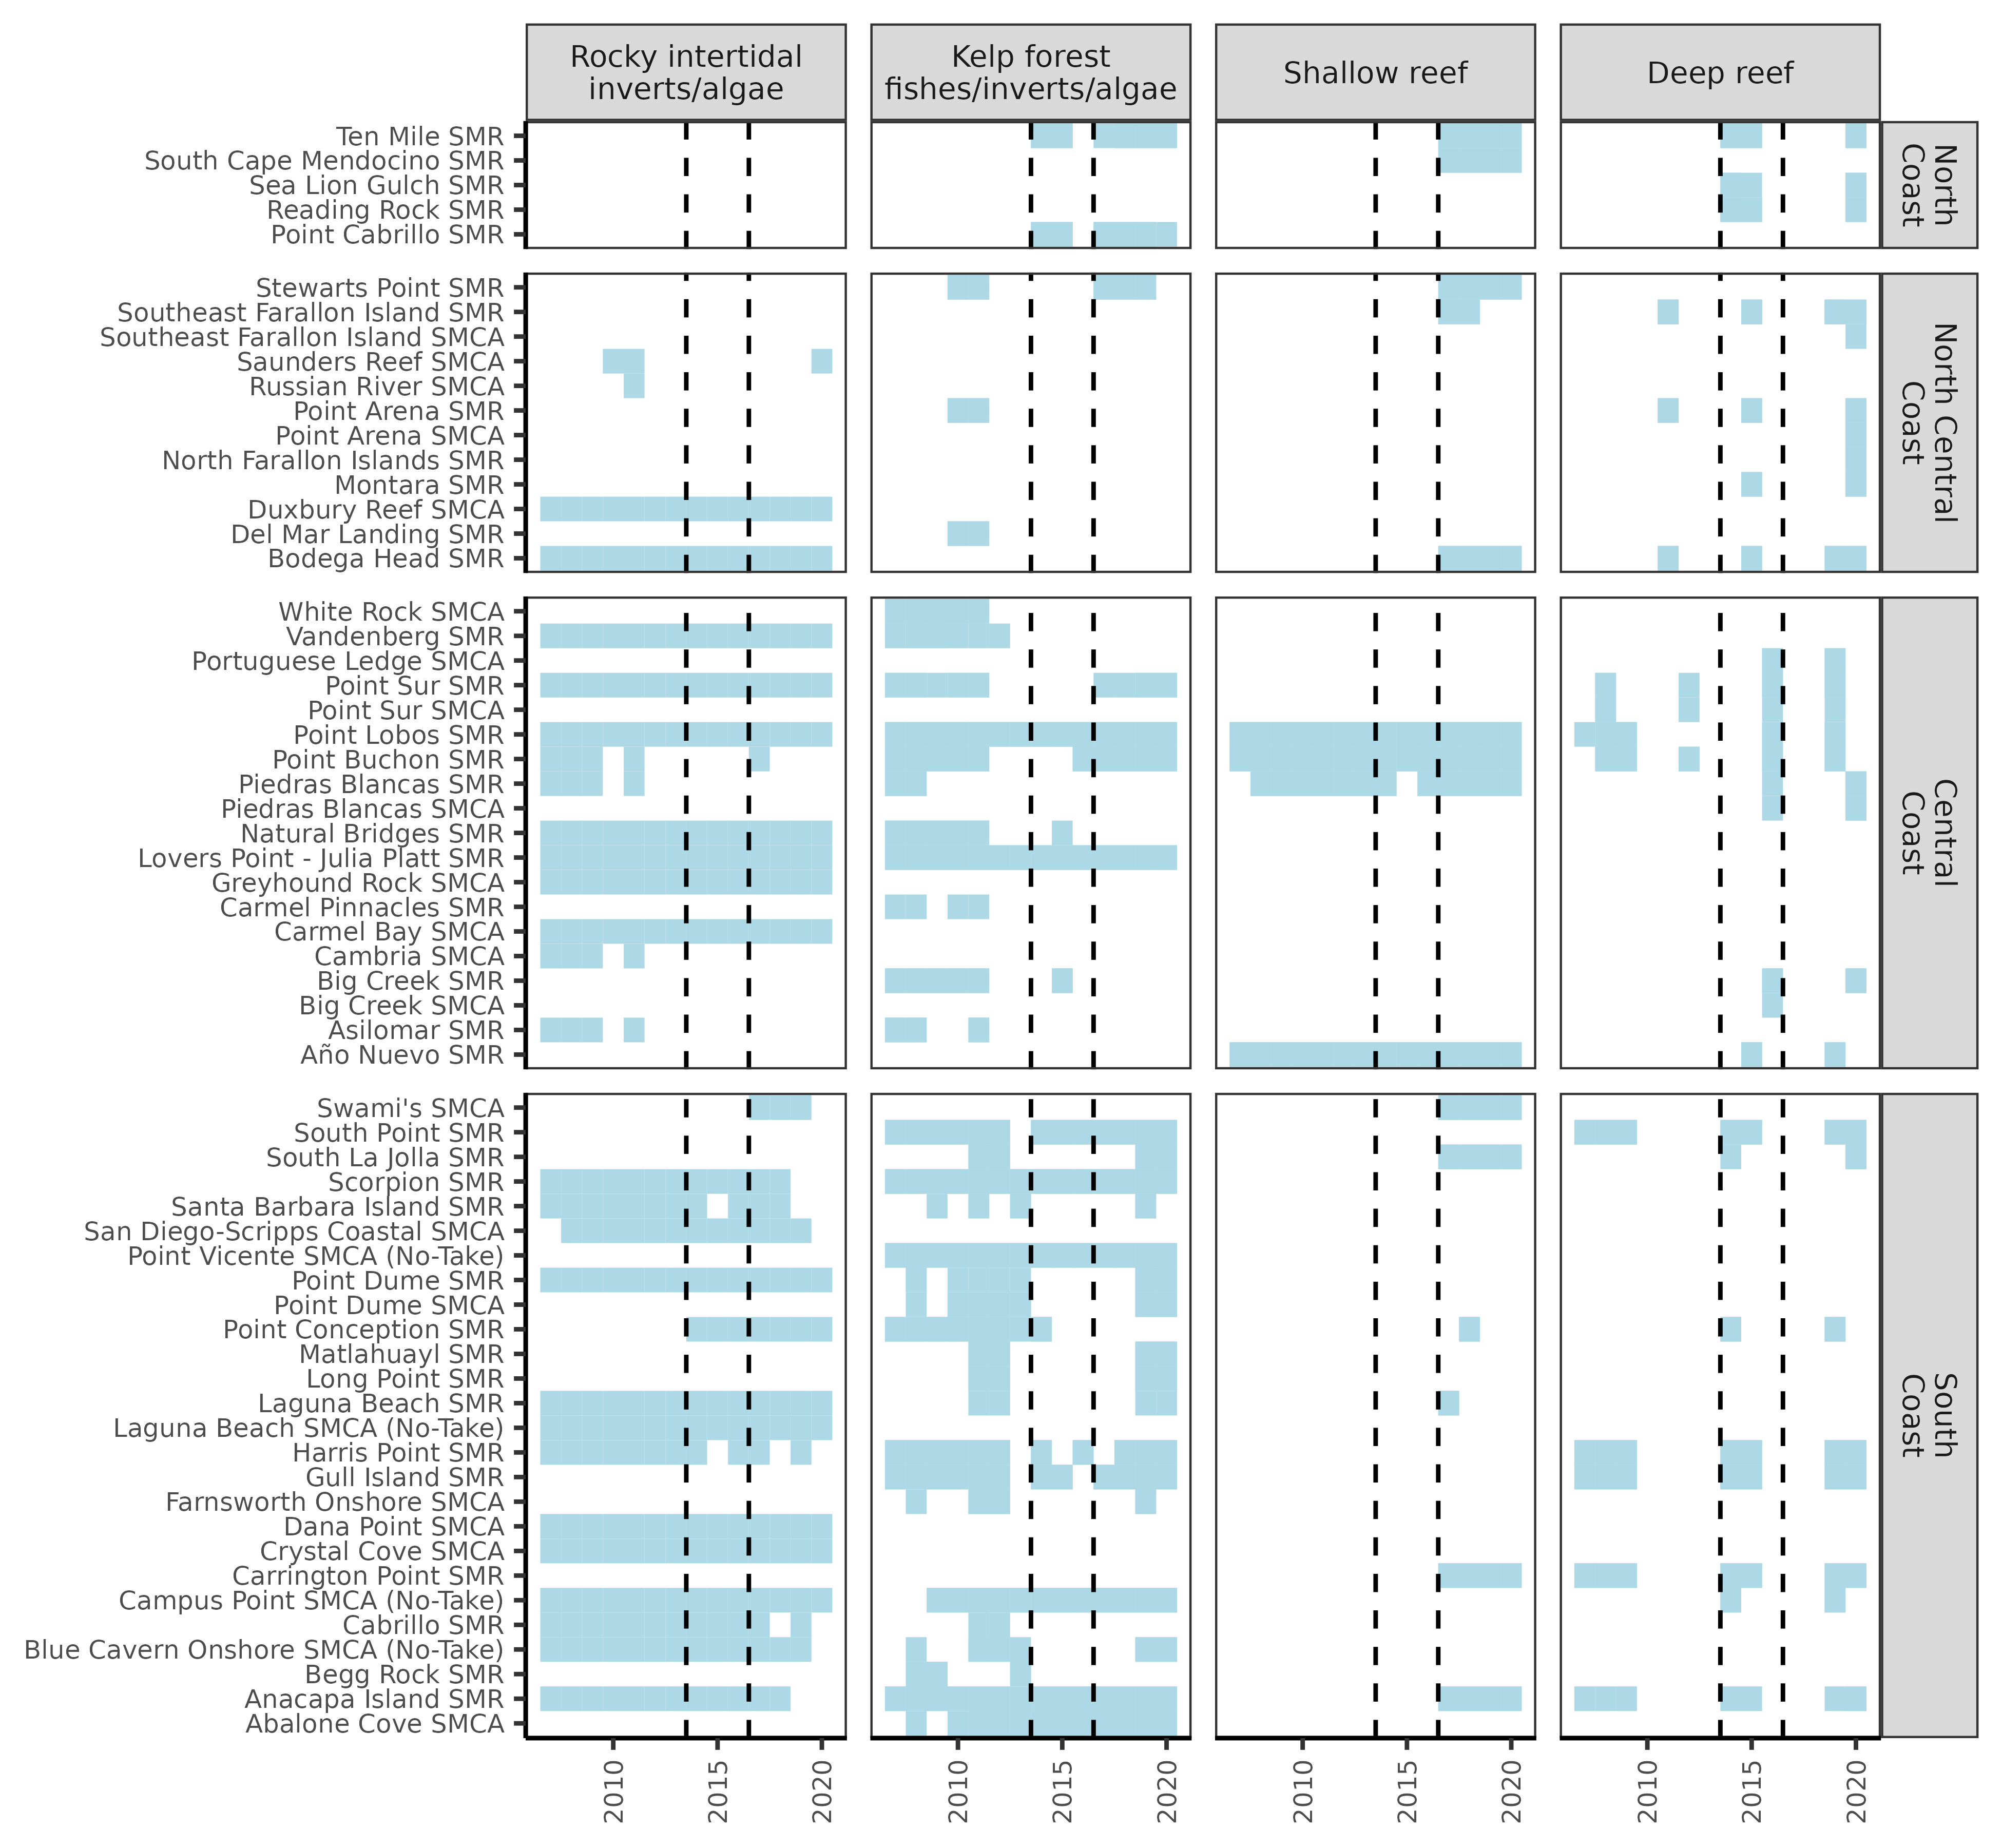 Rocky intertidal
inverts/algae
Kelp forest
fishes/inverts/algae
Shallow reef
Deep reef
Ten Mile SMR
South Cape Mendocino SMR
Sea Lion Gulch SMR
Reading Rock SMR
Point Cabrillo SMR
North
Coast
Stewarts Point SMR
Southeast Farallon Island SMR
Southeast Farallon Island SMCA
Saunders Reef SMCA
Russian River SMCA
Point Arena SMR
Point Arena SMCA
North Farallon Islands SMR
Montara SMR
Duxbury Reef SMCA
Del Mar Landing SMR
Bodega Head SMR
North Central
Coast
White Rock SMCA
Vandenberg SMR
Portuguese Ledge SMCA
Point Sur SMR
Point Sur SMCA
Point Lobos SMR
Point Buchon SMR
Piedras Blancas SMR
Piedras Blancas SMCA
Natural Bridges SMR
Lovers Point - Julia Platt SMR
Greyhound Rock SMCA
Carmel Pinnacles SMR
Carmel Bay SMCA
Cambria SMCA
Big Creek SMR
Big Creek SMCA
Asilomar SMR
Año Nuevo SMR
Central
Coast
Swami's SMCA
South Point SMR
South La Jolla SMR
Scorpion SMR
Santa Barbara Island SMR
San Diego-Scripps Coastal SMCA
Point Vicente SMCA (No-Take)
Point Dume SMR
Point Dume SMCA
Point Conception SMR
Matlahuayl SMR
Long Point SMR
Laguna Beach SMR
Laguna Beach SMCA (No-Take)
Harris Point SMR
Gull Island SMR
Farnsworth Onshore SMCA
Dana Point SMCA
Crystal Cove SMCA
Carrington Point SMR
Campus Point SMCA (No-Take)
Cabrillo SMR
Blue Cavern Onshore SMCA (No-Take)
Begg Rock SMR
Anacapa Island SMR
Abalone Cove SMCA
South
Coast
2010
2015
2020
2010
2015
2020
2010
2015
2020
2010
2015
2020